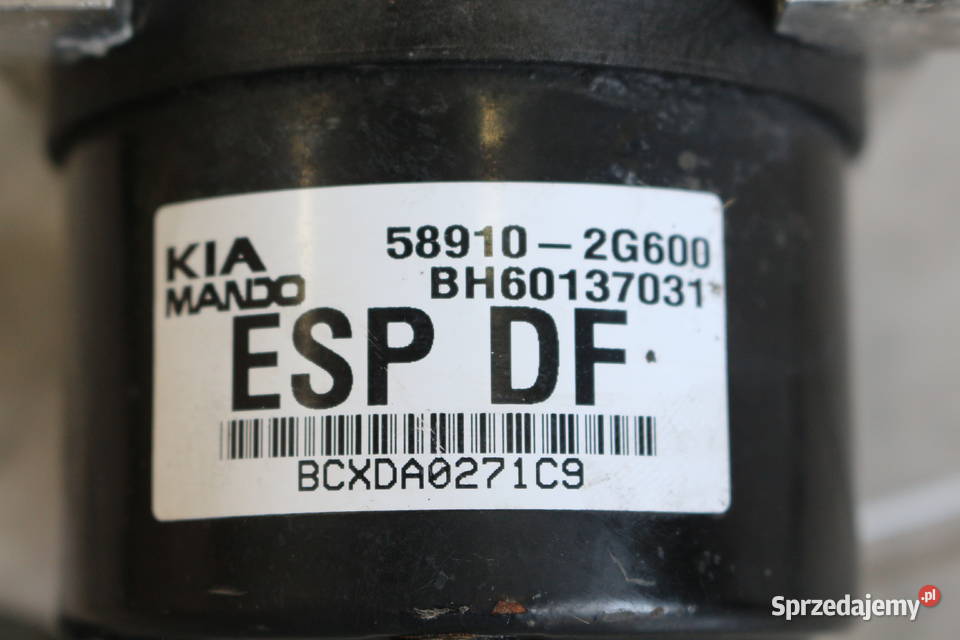 KIA 58910-2G600
MANDO BH60137031
ESP DF
BCXDA0271C9
Sprzedajemy.pl